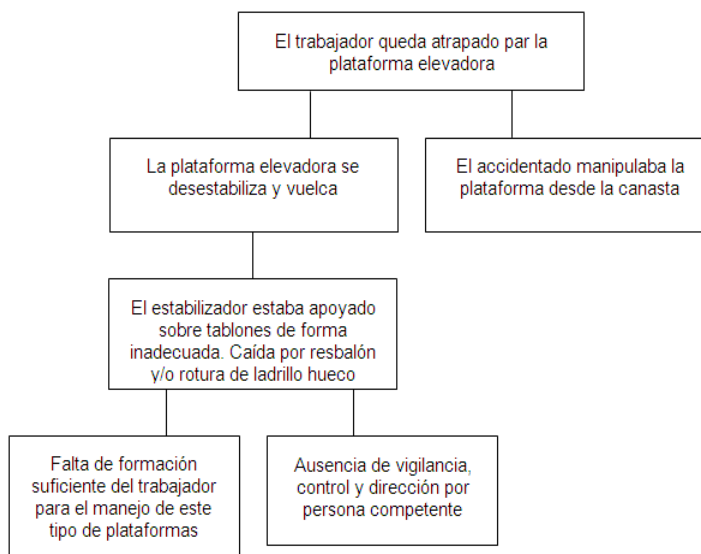 El trabajador queda atrapado par la
plataforma elevadora
La plataforma elevadora se
desestabiliza y vuelca
El accidentado manipulaba la
plataforma desde la canasta
El estabilizador estaba apoyado
sobre tablones de forma
inadecuada. Caída por resbalón
y/o rotura de ladrillo hueco
Falta de formación
suficiente del trabajador
para el manejo de este
tipo de plataformas
Ausencia de vigilancia,
control y dirección por
persona competente